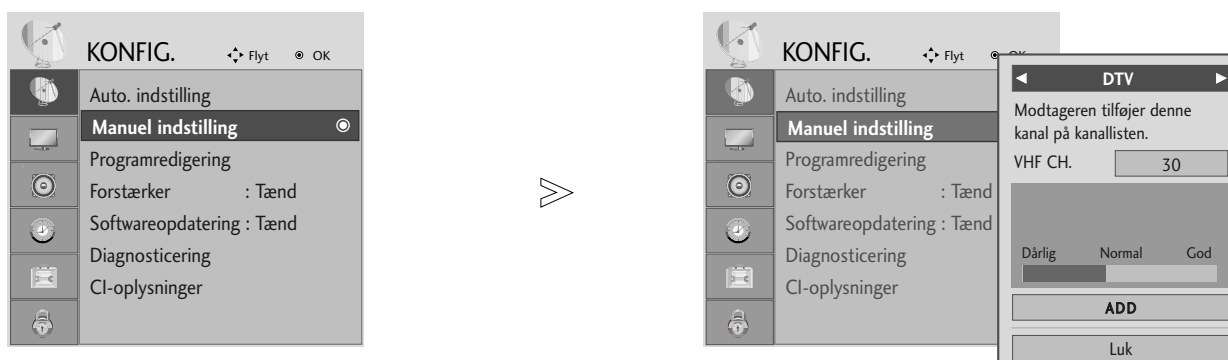 KONFIG. Flyt OK
Auto. indstilling
Manuel indstilling
Programredigering
Forstærker : Tænd
Softwareopdatering : Tænd
Diagnosticering
CI-oplysninger
KONFIG. Flyt
Auto. indstilling
Manuel indstilling
Programredigering
Forstærker : Tænd
Softwareopdatering : Tænd
Diagnosticering
CI-oplysninger
DTV
Modtageren tilføjer denne
kanal på kanallisten.
VHF CH. 30
Dårlig Normal God
ADD
Luk